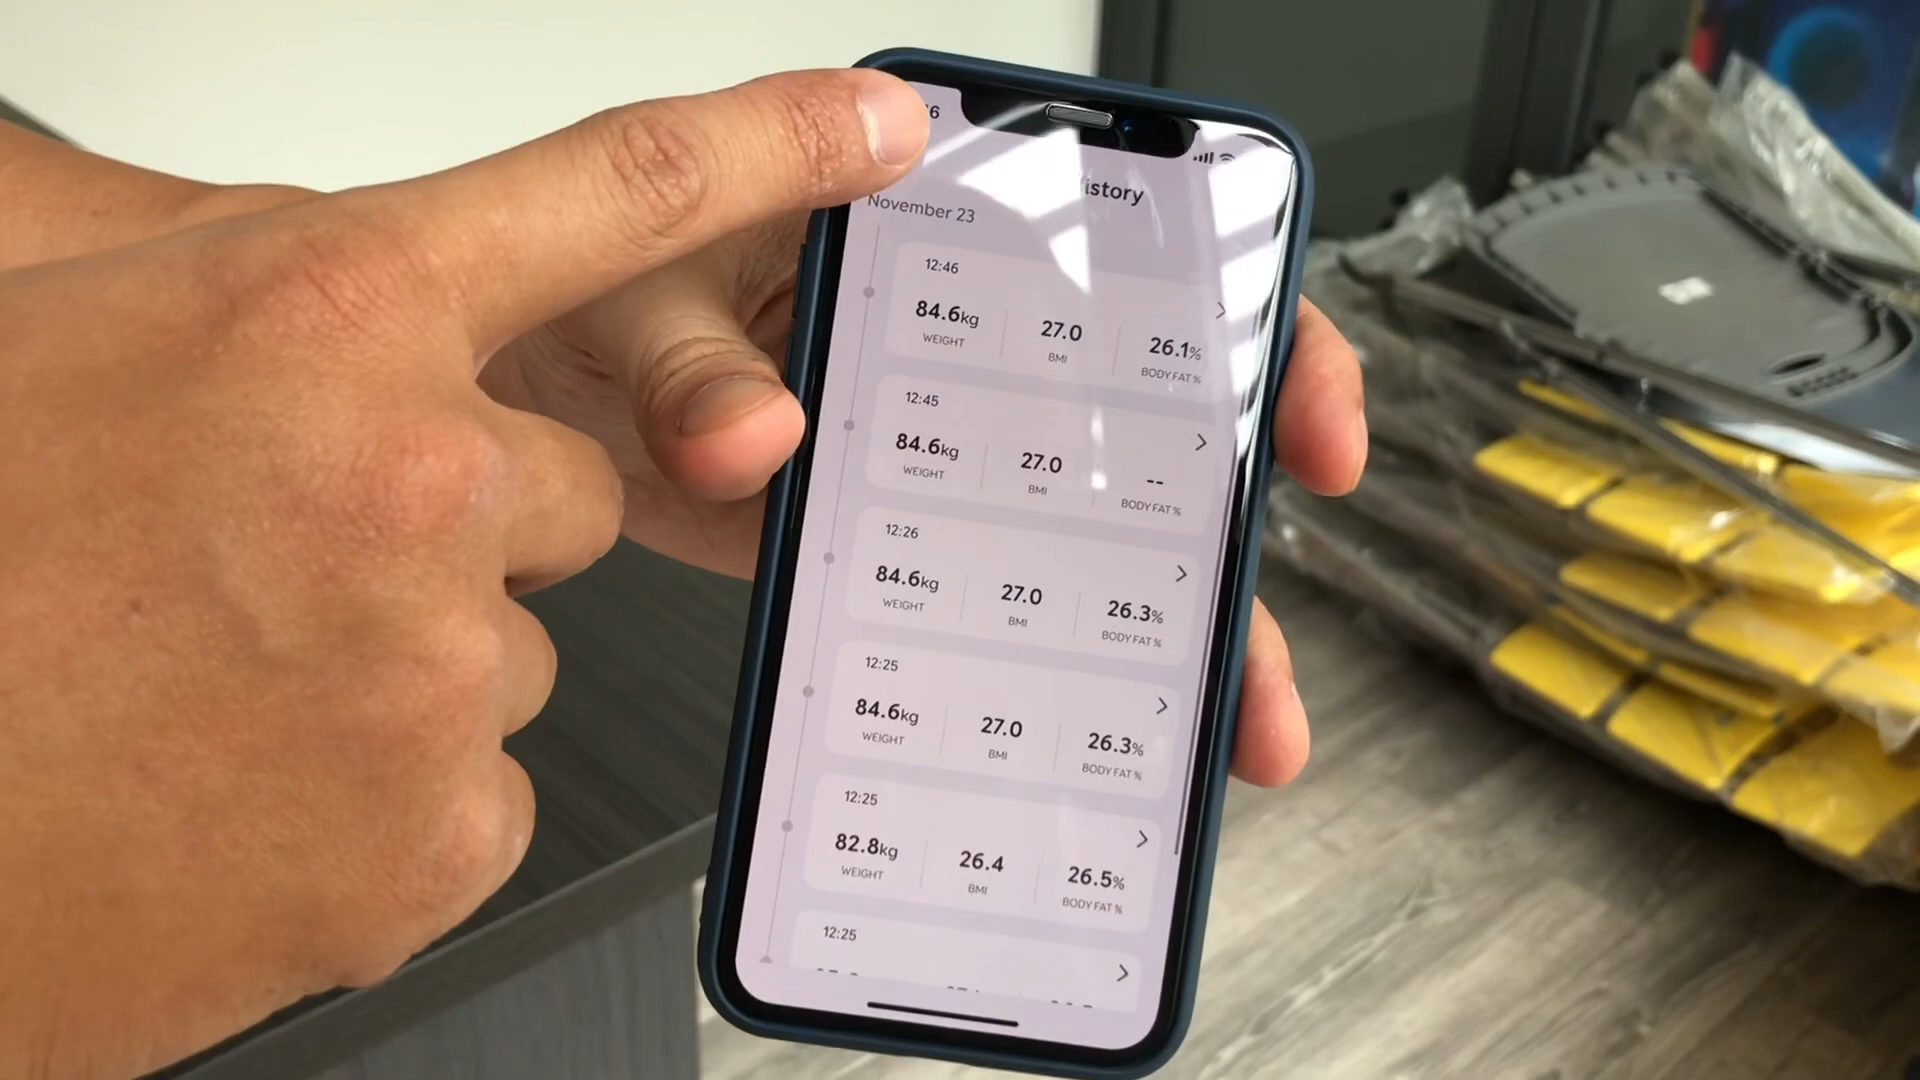 6
istory
November 23
12:46
84.6kg 27.0 26.1%
WEIGHT BMI BODY FAT %
12:45
84.6kg 27.0 --
WEIGHT BMI BODY FAT %
12:26
84.6kg 27.0 26.3%
WEIGHT BMI BODY FAT %
12:25
84.6kg 27.0 26.3%
WEIGHT BMI BODY FAT %
12:25
82.8kg 26.4 26.5%
WEIGHT BMI BODY FAT %
12:25